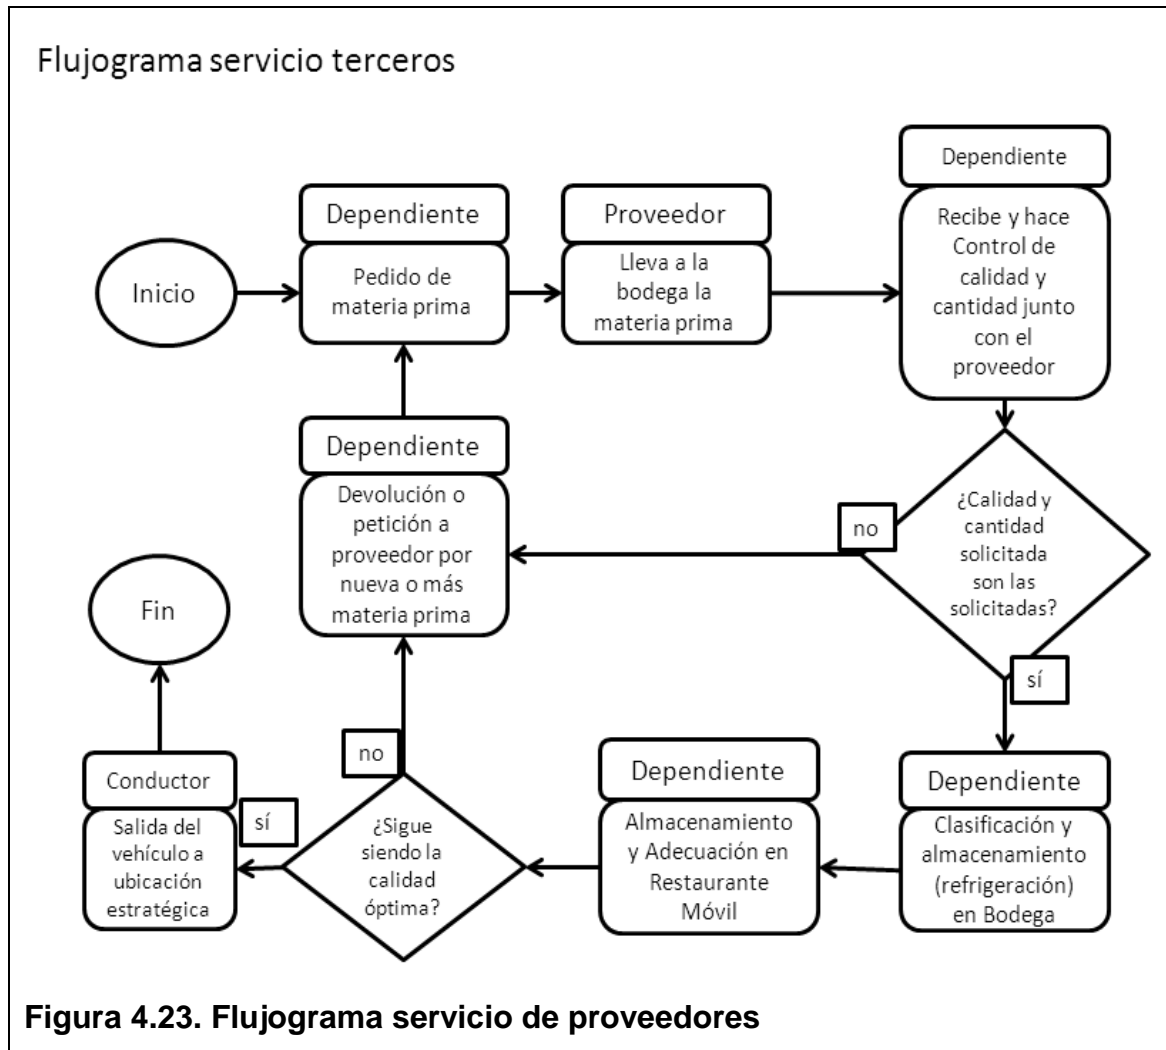 Flujograma servicio terceros
Inicio
Dependiente
Pedido de
materia prima
Proveedor
Lleva a la
bodega la
materia prima
Dependiente
Recibe y hace
Control de
calidad y
cantidad junto
con el
proveedor
¿Calidad y
cantidad
solicitada
son las
solicitadas?
no
sí
Dependiente
Devolución o
petición a
proveedor por
nueva o más
materia prima
Dependiente
Clasificación y
almacenamiento
(refrigeración)
en Bodega
Dependiente
Almacenamiento
y Adecuación en
Restaurante
Móvil
¿Sigue
siendo la
calidad
óptima?
no
sí
Conductor
Salida del
vehículo a
ubicación
estratégica
Fin
Figura 4.23. Flujograma servicio de proveedores